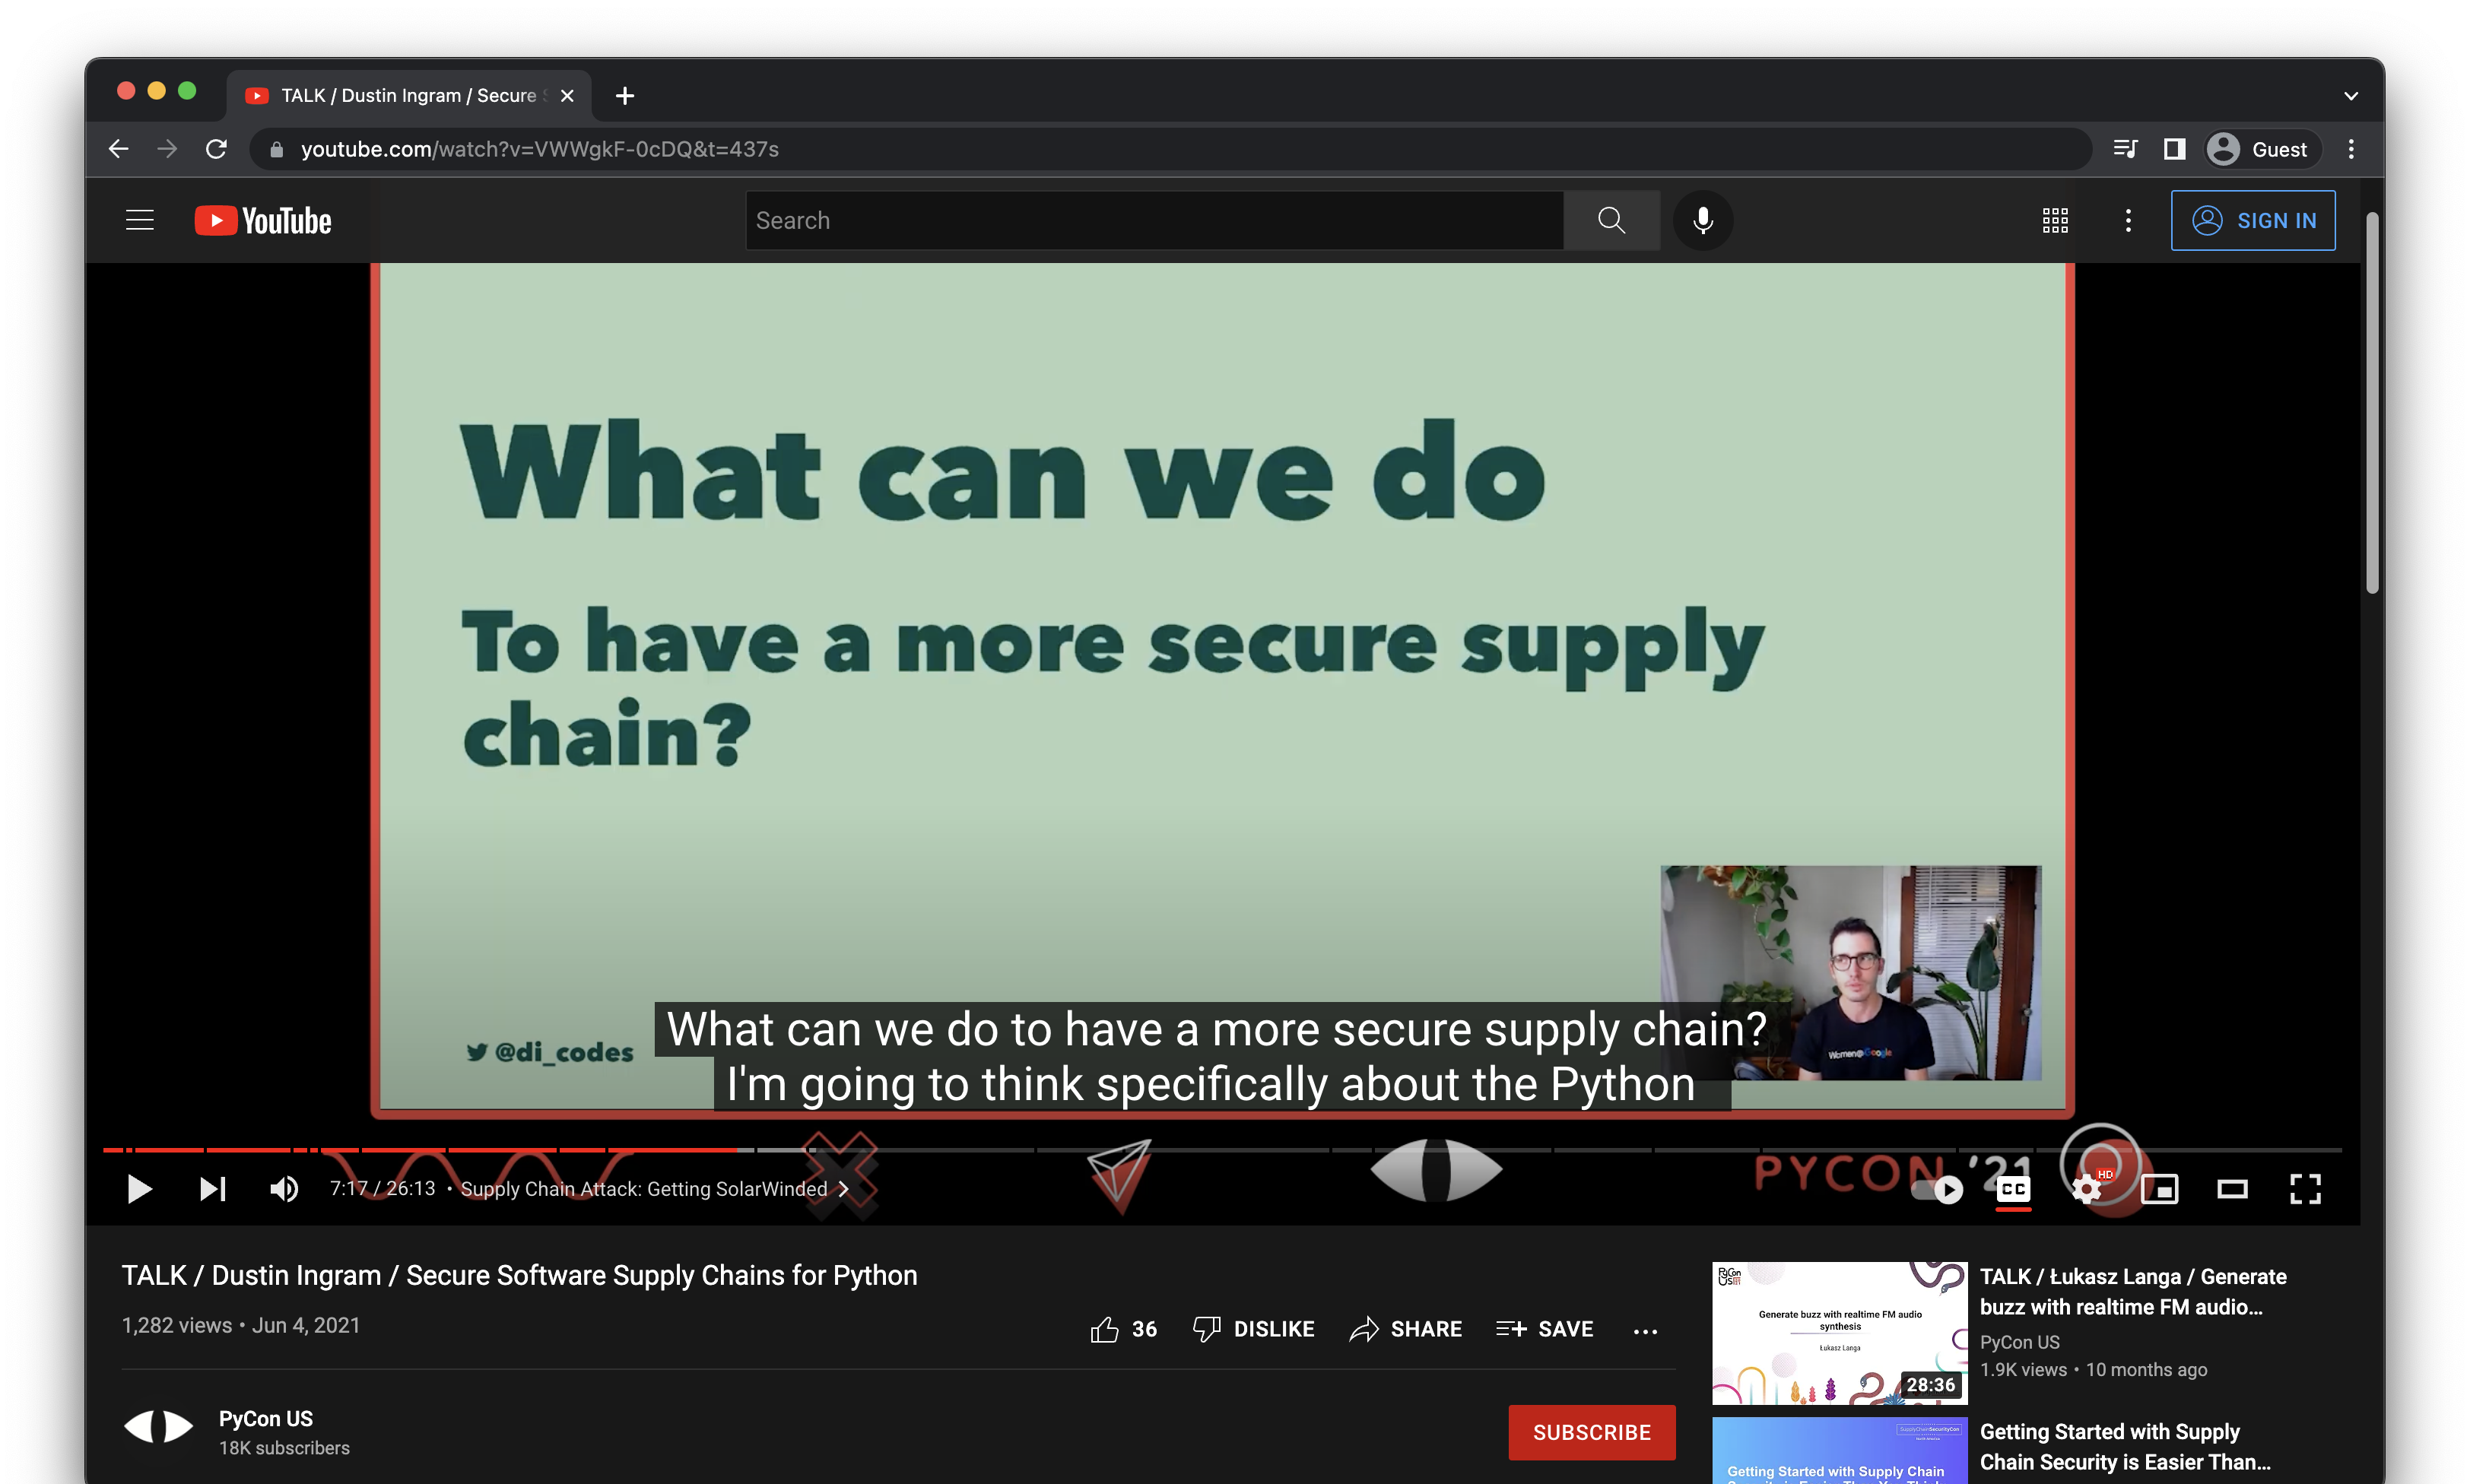 TALK / Dustin Ingram / Secure
youtube.com/watch?v=VWWgkF-0cDQ&t=437s
Guest
YouTube
Search
SIGN IN
What can we do
To have a more secure supply
chain?
Women@Google
@di_codes
What can we do to have a more secure supply chain?
I'm going to think specifically about the Python
PYCON '21
7:17 / 26:13 • Supply Chain Attack: Getting SolarWinded
CC
HD
TALK / Dustin Ingram / Secure Software Supply Chains for Python
1,282 views • Jun 4, 2021
36
DISLIKE
SHARE
SAVE
PyCon US
18K subscribers
SUBSCRIBE
PyCon
US
Generate buzz with realtime FM audio
synthesis
Łukasz Langa
28:36
TALK / Łukasz Langa / Generate
buzz with realtime FM audio...
PyCon US
1.9K views • 10 months ago
SupplyChainSecurityCon
Getting Started with Supply Chain
Getting Started with Supply
Chain Security is Easier Than...